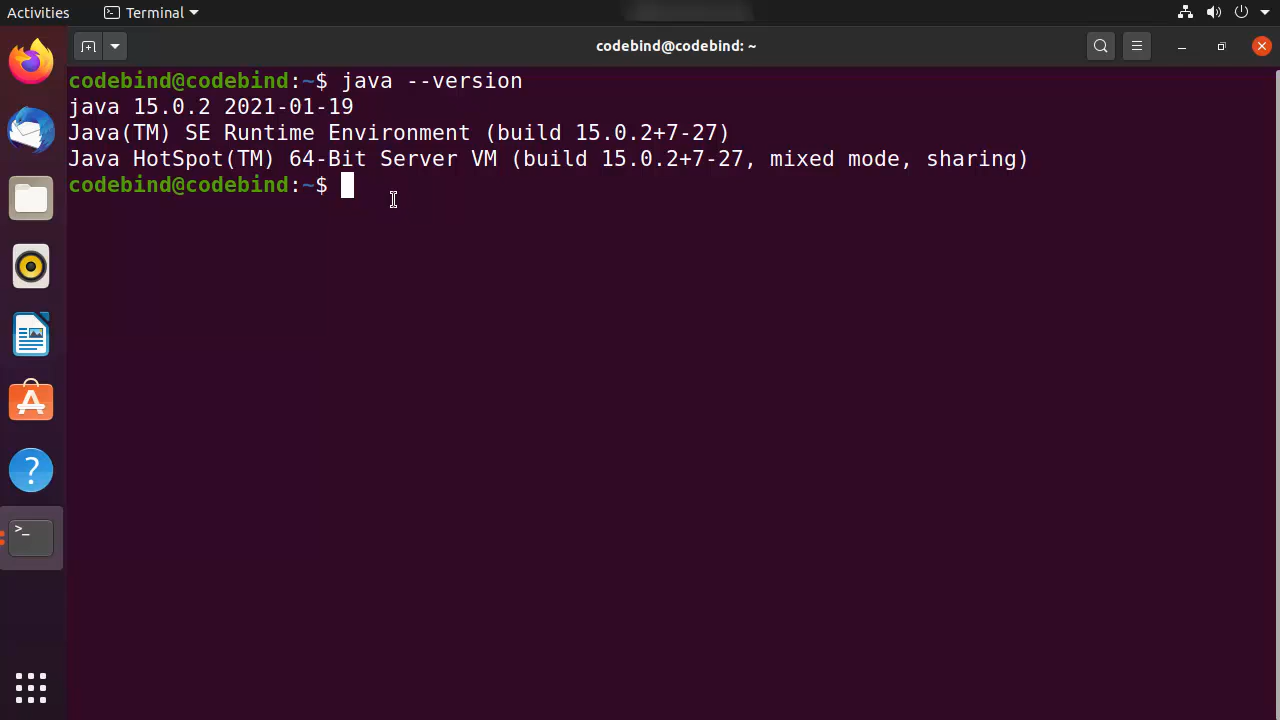 Activities Terminal
codebind@codebind: ~
codebind@codebind:~$ java --version
java 15.0.2 2021-01-19
Java(TM) SE Runtime Environment (build 15.0.2+7-27)
Java HotSpot(TM) 64-Bit Server VM (build 15.0.2+7-27, mixed mode, sharing)
codebind@codebind:~$